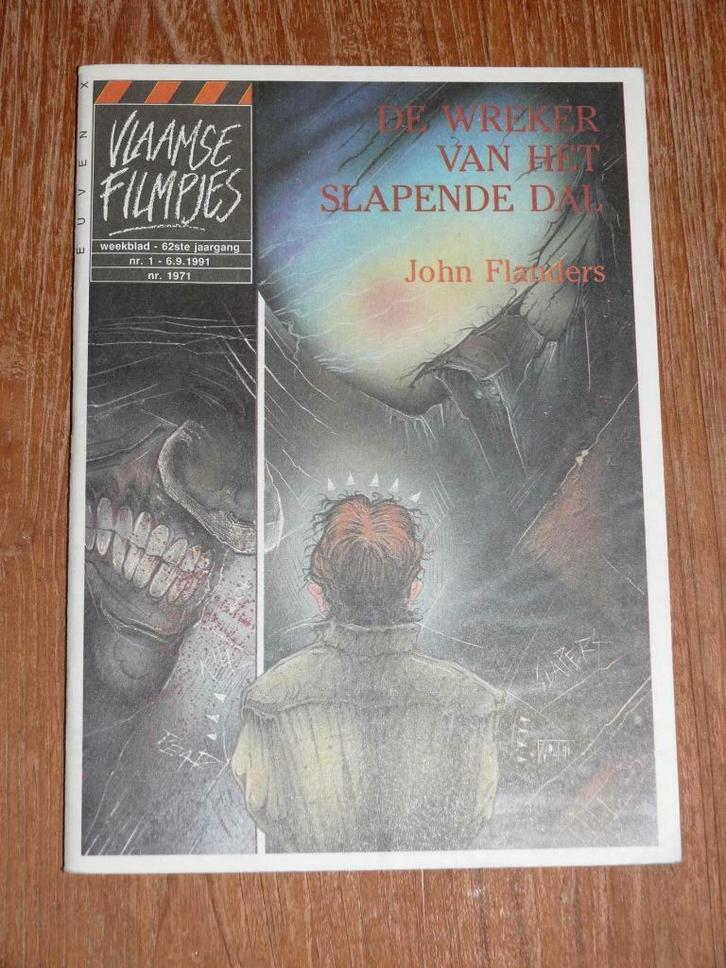 VLAAMSE
FILMPJES
weekblad - 62ste jaargang
nr. 1 - 6.9.1991
nr. 1971
DE WREKER
VAN HET
SLAPENDE DAL
John Flanders